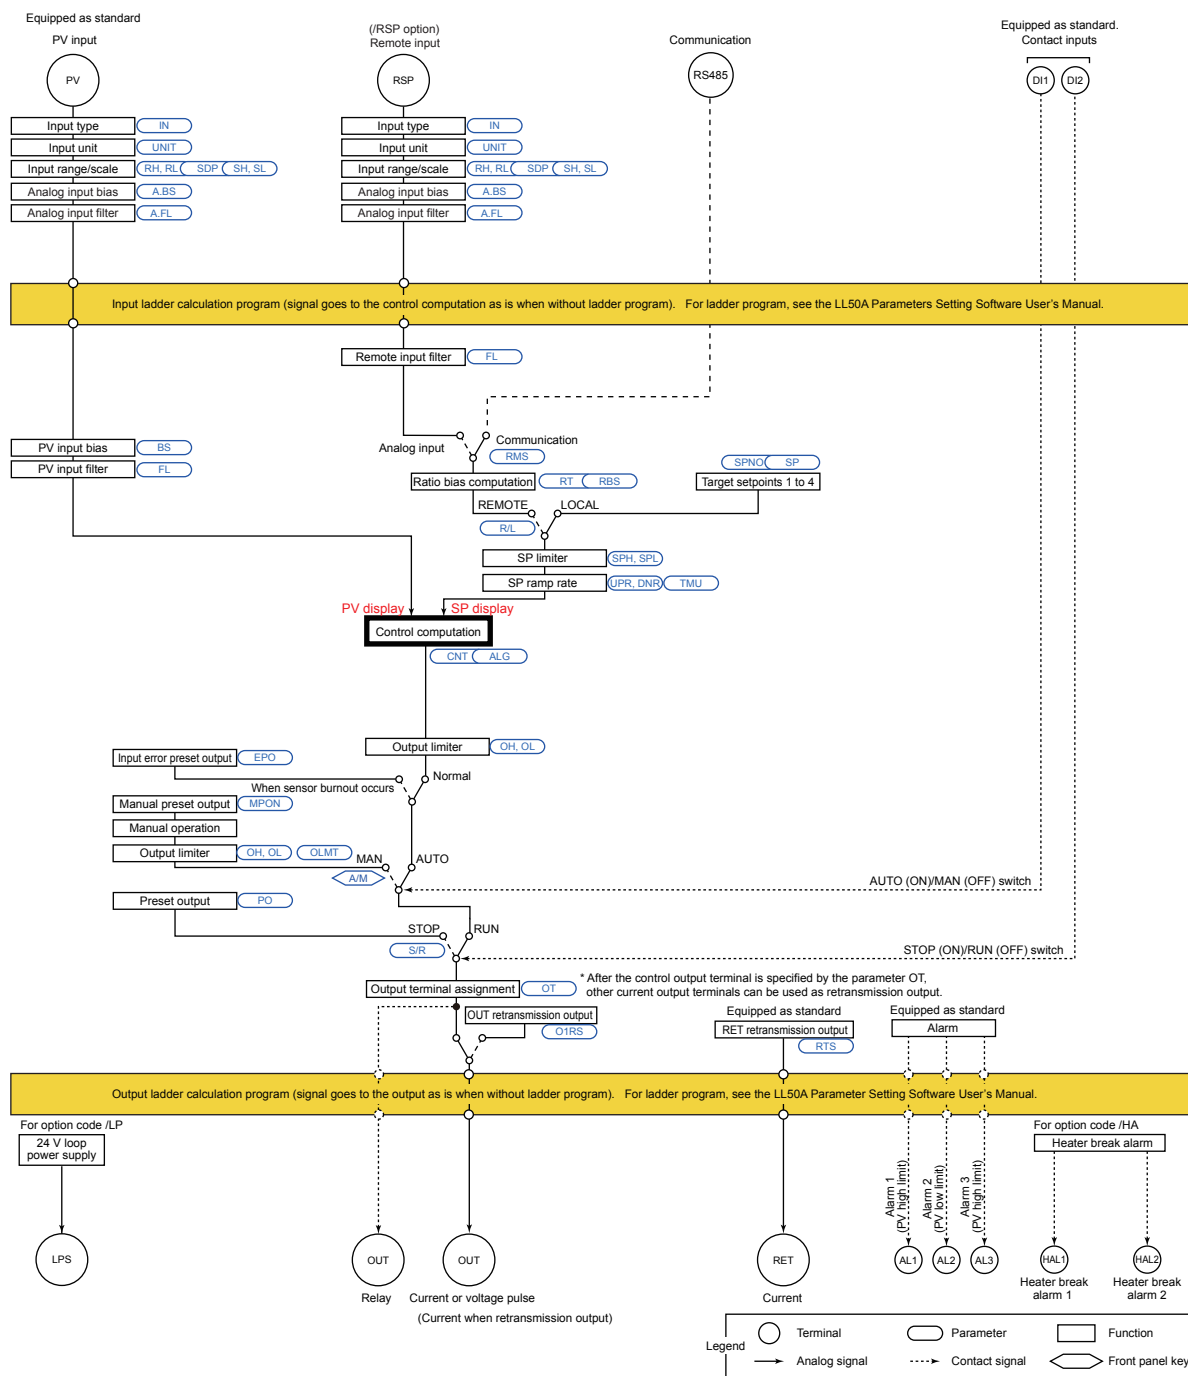 Equipped as standard
PV input
PV
(/RSP option)
Remote input
RSP
Communication
RS485
Equipped as standard.
Contact inputs
DI1
DI2
Input type
IN
Input unit
UNIT
Input range/scale
RH, RL
SDP
SH, SL
Analog input bias
A.BS
Analog input filter
A.FL
Input type
IN
Input unit
UNIT
Input range/scale
RH, RL
SDP
SH, SL
Analog input bias
A.BS
Analog input filter
A.FL
Input ladder calculation program (signal goes to the control computation as is when without ladder program). For ladder program, see the LL50A Parameters Setting Software User's Manual.
Remote input filter
FL
Analog input
Communication
RMS
PV input bias
BS
PV input filter
FL
Ratio bias computation
RT
RBS
SPNO
SP
Target setpoints 1 to 4
REMOTE
LOCAL
R/L
SP limiter
SPH, SPL
SP ramp rate
UPR, DNR
TMU
PV display
SP display
Control computation
CNT
ALG
Output limiter
OH, OL
Input error preset output
EPO
Normal
When sensor burnout occurs
Manual preset output
MPON
Manual operation
Output limiter
OH, OL
OLMT
MAN
AUTO
A/M
AUTO (ON)/MAN (OFF) switch
Preset output
PO
STOP
RUN
S/R
STOP (ON)/RUN (OFF) switch
Output terminal assignment
OT
* After the control output terminal is specified by the parameter OT,
other current output terminals can be used as retransmission output.
OUT retransmission output
O1RS
Equipped as standard
RET retransmission output
RTS
Equipped as standard
Alarm
Output ladder calculation program (signal goes to the output as is when without ladder program). For ladder program, see the LL50A Parameter Setting Software User's Manual.
For option code /LP
24 V loop
power supply
LPS
OUT
Relay
OUT
Current or voltage pulse
(Current when retransmission output)
RET
Current
Alarm 1
(PV high limit)
Alarm 2
(PV low limit)
Alarm 3
(PV high limit)
AL1
AL2
AL3
For option code /HA
Heater break alarm
HAL1
HAL2
Heater break
alarm 1
Heater break
alarm 2
Legend
Terminal
Parameter
Function
Analog signal
Contact signal
Front panel key